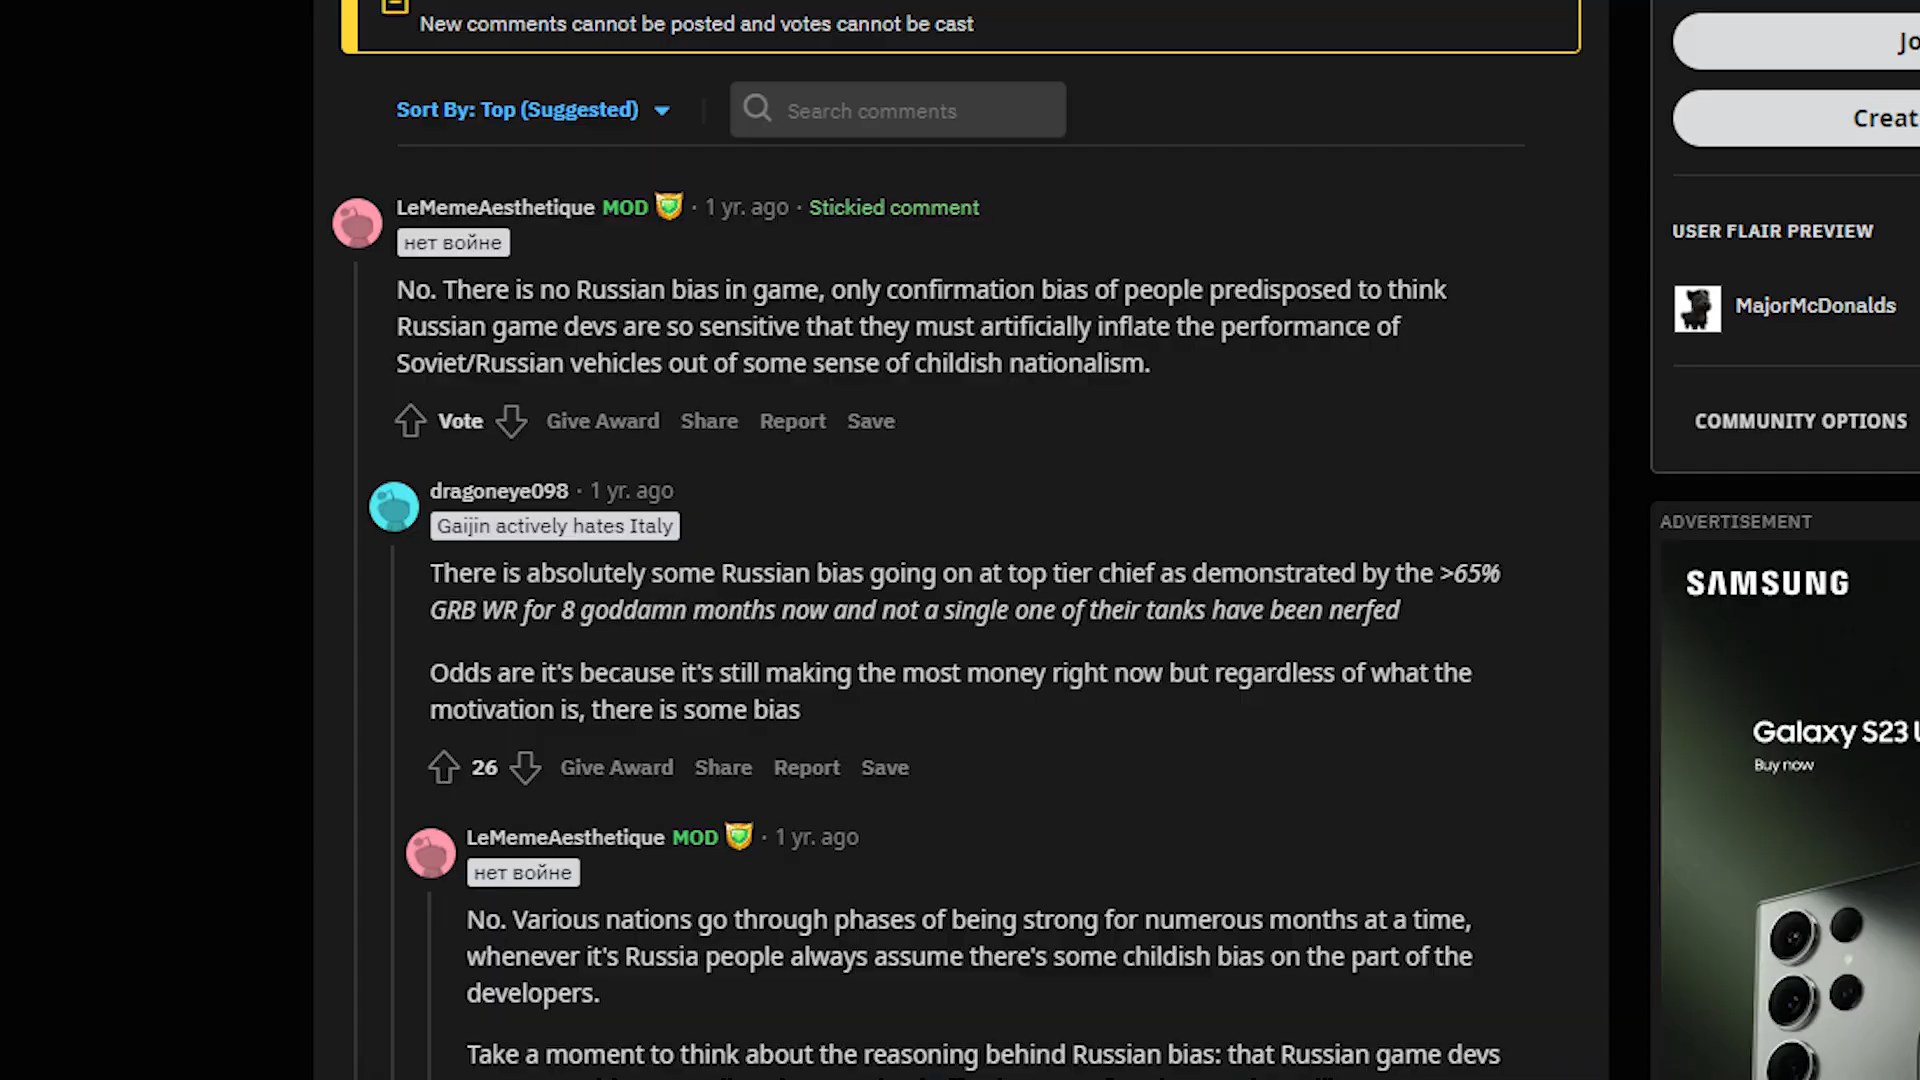 New comments cannot be posted and votes cannot be cast
Jo
Sort By: Top (Suggested)
Search comments
Creat
LeMemeAesthetique MOD · 1 yr. ago · Stickied comment
нет войне
USER FLAIR PREVIEW
No. There is no Russian bias in game, only confirmation bias of people predisposed to think
MajorMcDonalds
Russian game devs are so sensitive that they must artificially inflate the performance of
Soviet/Russian vehicles out of some sense of childish nationalism.
Vote Give Award Share Report Save
COMMUNITY OPTIONS
dragoneye098 · 1 yr. ago
Gaijin actively hates Italy
ADVERTISEMENT
There is absolutely some Russian bias going on at top tier chief as demonstrated by the >65%
SAMSUNG
GRB WR for 8 goddamn months now and not a single one of their tanks have been nerfed
Odds are it's because it's still making the most money right now but regardless of what the
motivation is, there is some bias
Galaxy S23 U
Buy now
26 Give Award Share Report Save
LeMemeAesthetique MOD · 1 yr. ago
нет войне
No. Various nations go through phases of being strong for numerous months at a time,
whenever it's Russia people always assume there's some childish bias on the part of the
developers.
Take a moment to think about the reasoning behind Russian bias: that Russian game devs